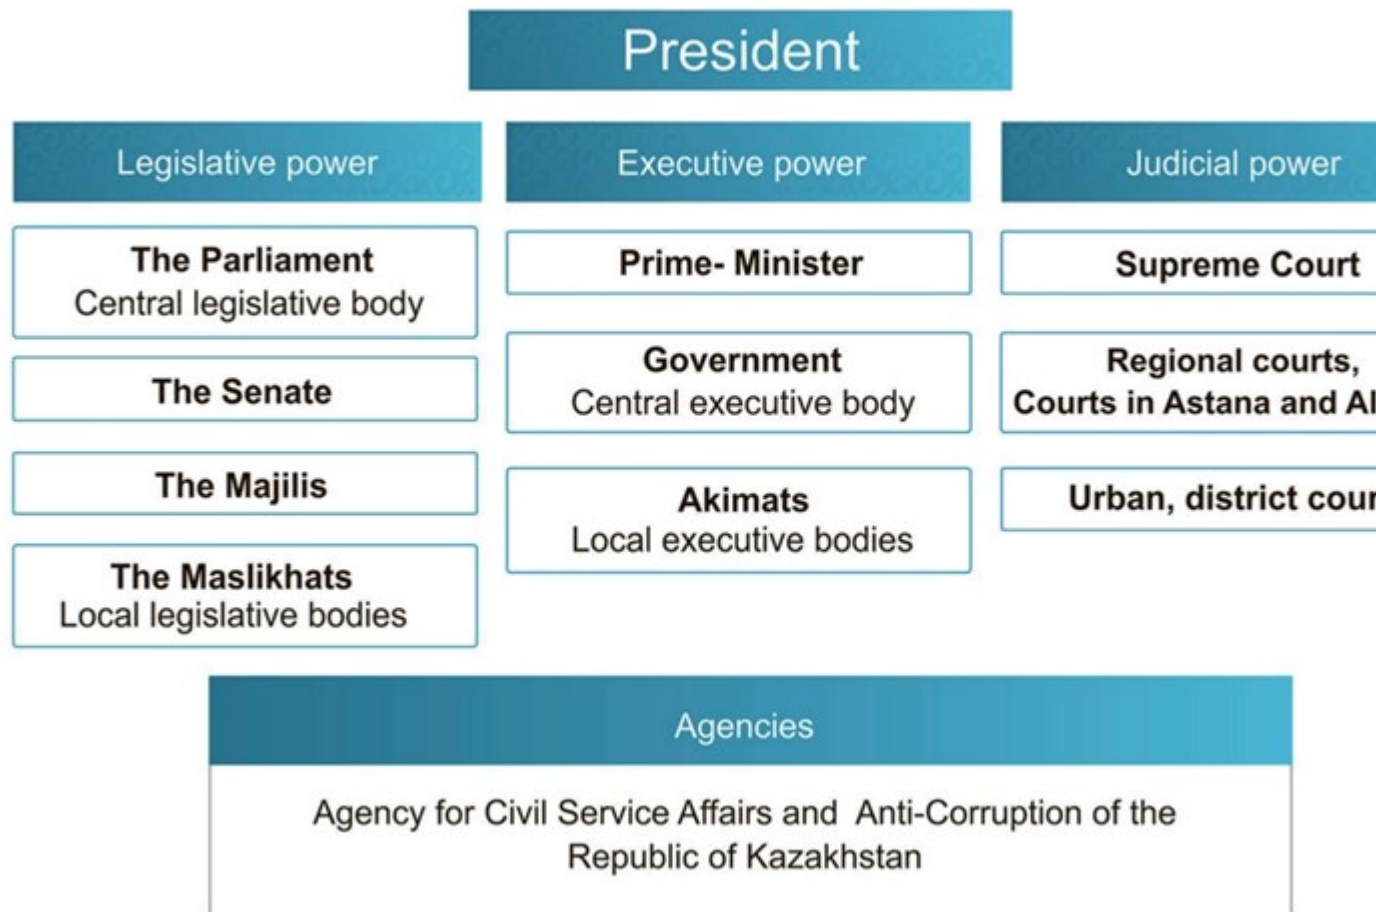 President
Legislative power
The Parliament
Central legislative body
The Senate
The Majilis
The Maslikhats
Local legislative bodies
Executive power
Prime- Minister
Government
Central executive body
Akimats
Local executive bodies
Judicial power
Supreme Court
Regional courts,
Courts in Astana and
Urban, district
Agencies
Agency for Civil Service Affairs and Anti-Corruption of the
Republic of Kazakhstan